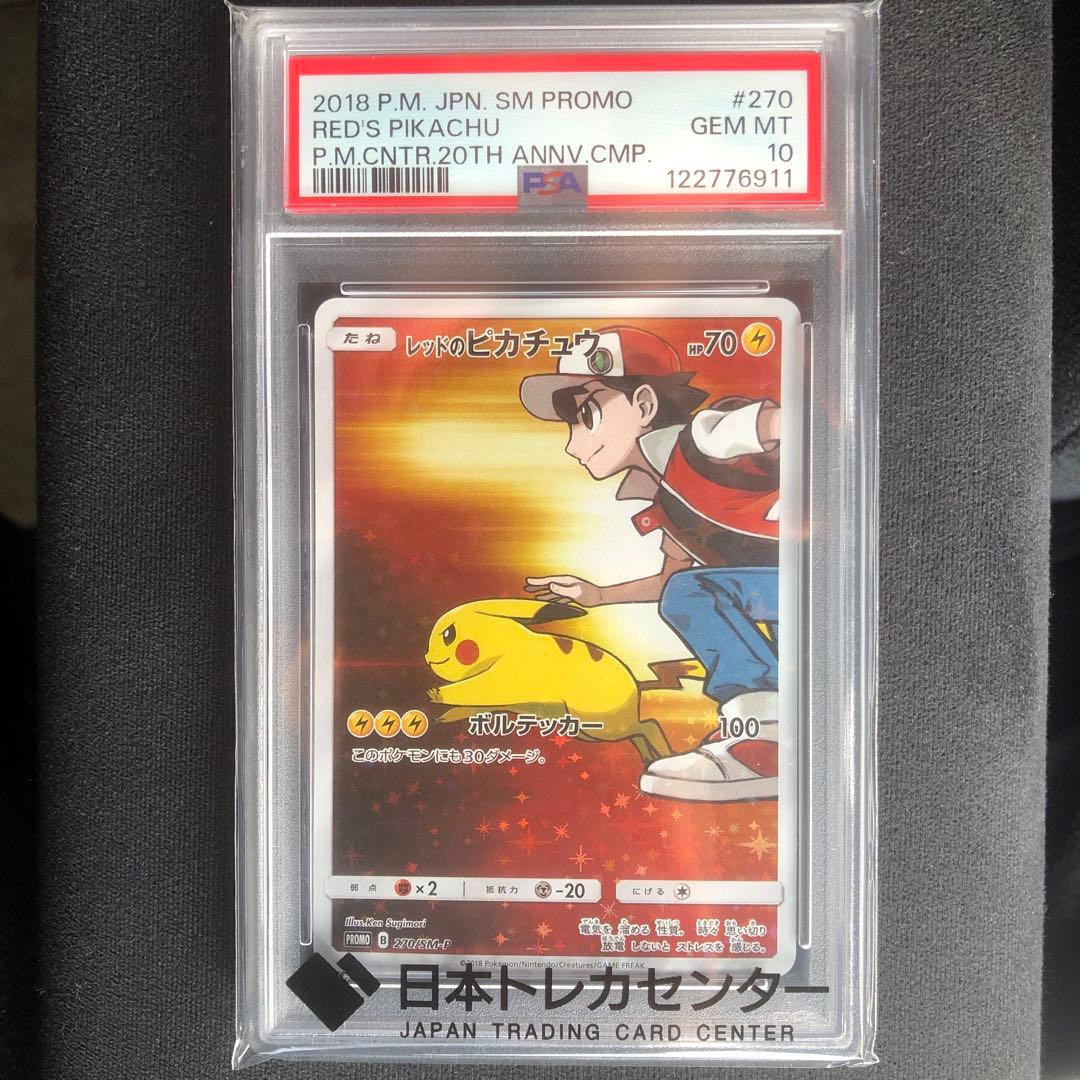 2018 P.M. JPN. SM PROMO #270
RED'S PIKACHU GEM MT
P.M.CNTR.20TH ANNV.CMP. 10
PSA 122776911
たね レッドのピカチュウ HP70
ボルテッカー 100
このポケモンにも30ダメージ。
弱点 ×2 抵抗力 -20 にげる
Illus. Ken Sugimori
PROMO B 270/SM-P
電気を 溜める 性質。 時々 思い切り
放電 しないと ストレスを 感じる。
©2018 Pokémon/Nintendo/Creatures/GAME FREAK
日本トレカセンター
JAPAN TRADING CARD CENTER